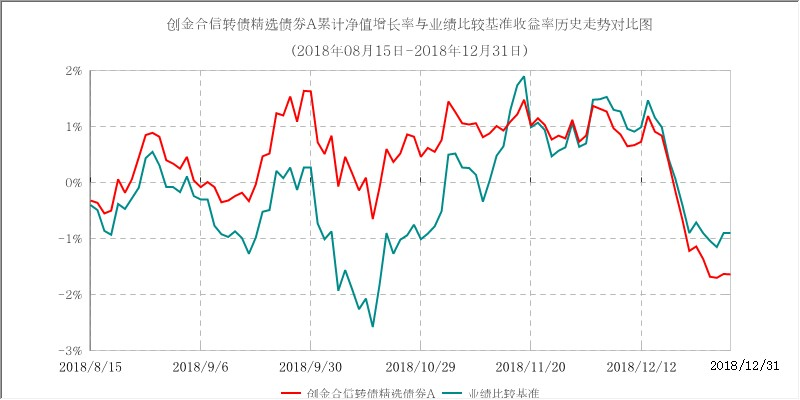 创金合信转债精选债券A累计净值增长率与业绩比较基准收益率历史走势对比图
(2018年08月15日-2018年12月31日)
2%
1%
0%
-1%
-2%
-3%
2018/8/15 2018/9/6 2018/9/30 2018/10/29 2018/11/20 2018/12/12 2018/12/31
创金合信转债精选债券A 业绩比较基准